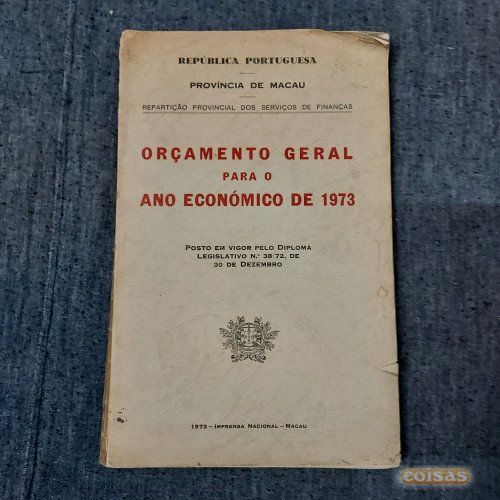 REPÚBLICA PORTUGUESA
PROVÍNCIA DE MACAU
REPARTIÇÃO PROVINCIAL DOS SERVIÇOS DE FINANÇAS
ORÇAMENTO GERAL
PARA O
ANO ECONÓMICO DE 1973
POSTO EM VIGOR PELO DIPLOMA
LEGISLATIVO N.º 38/72, DE
30 DE DEZEMBRO
1973 – IMPRENSA NACIONAL – MACAU
coisas